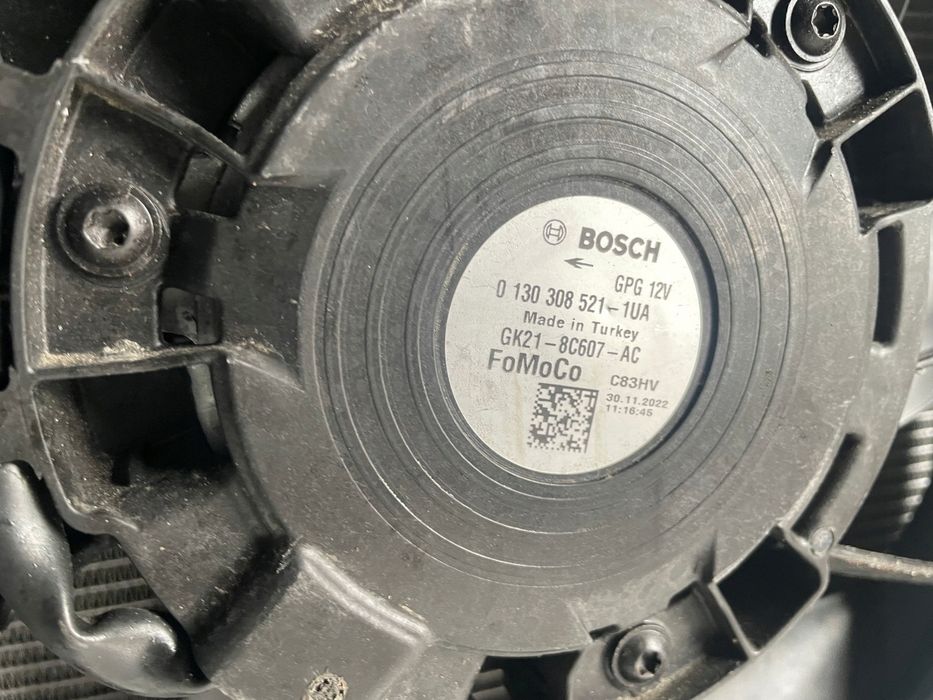 BOSCH
GPG 12V
0 130 308 521-1UA
Made in Turkey
GK21-8C607-AC
FoMoCo
C83HV
30.11.2022
11:16:45